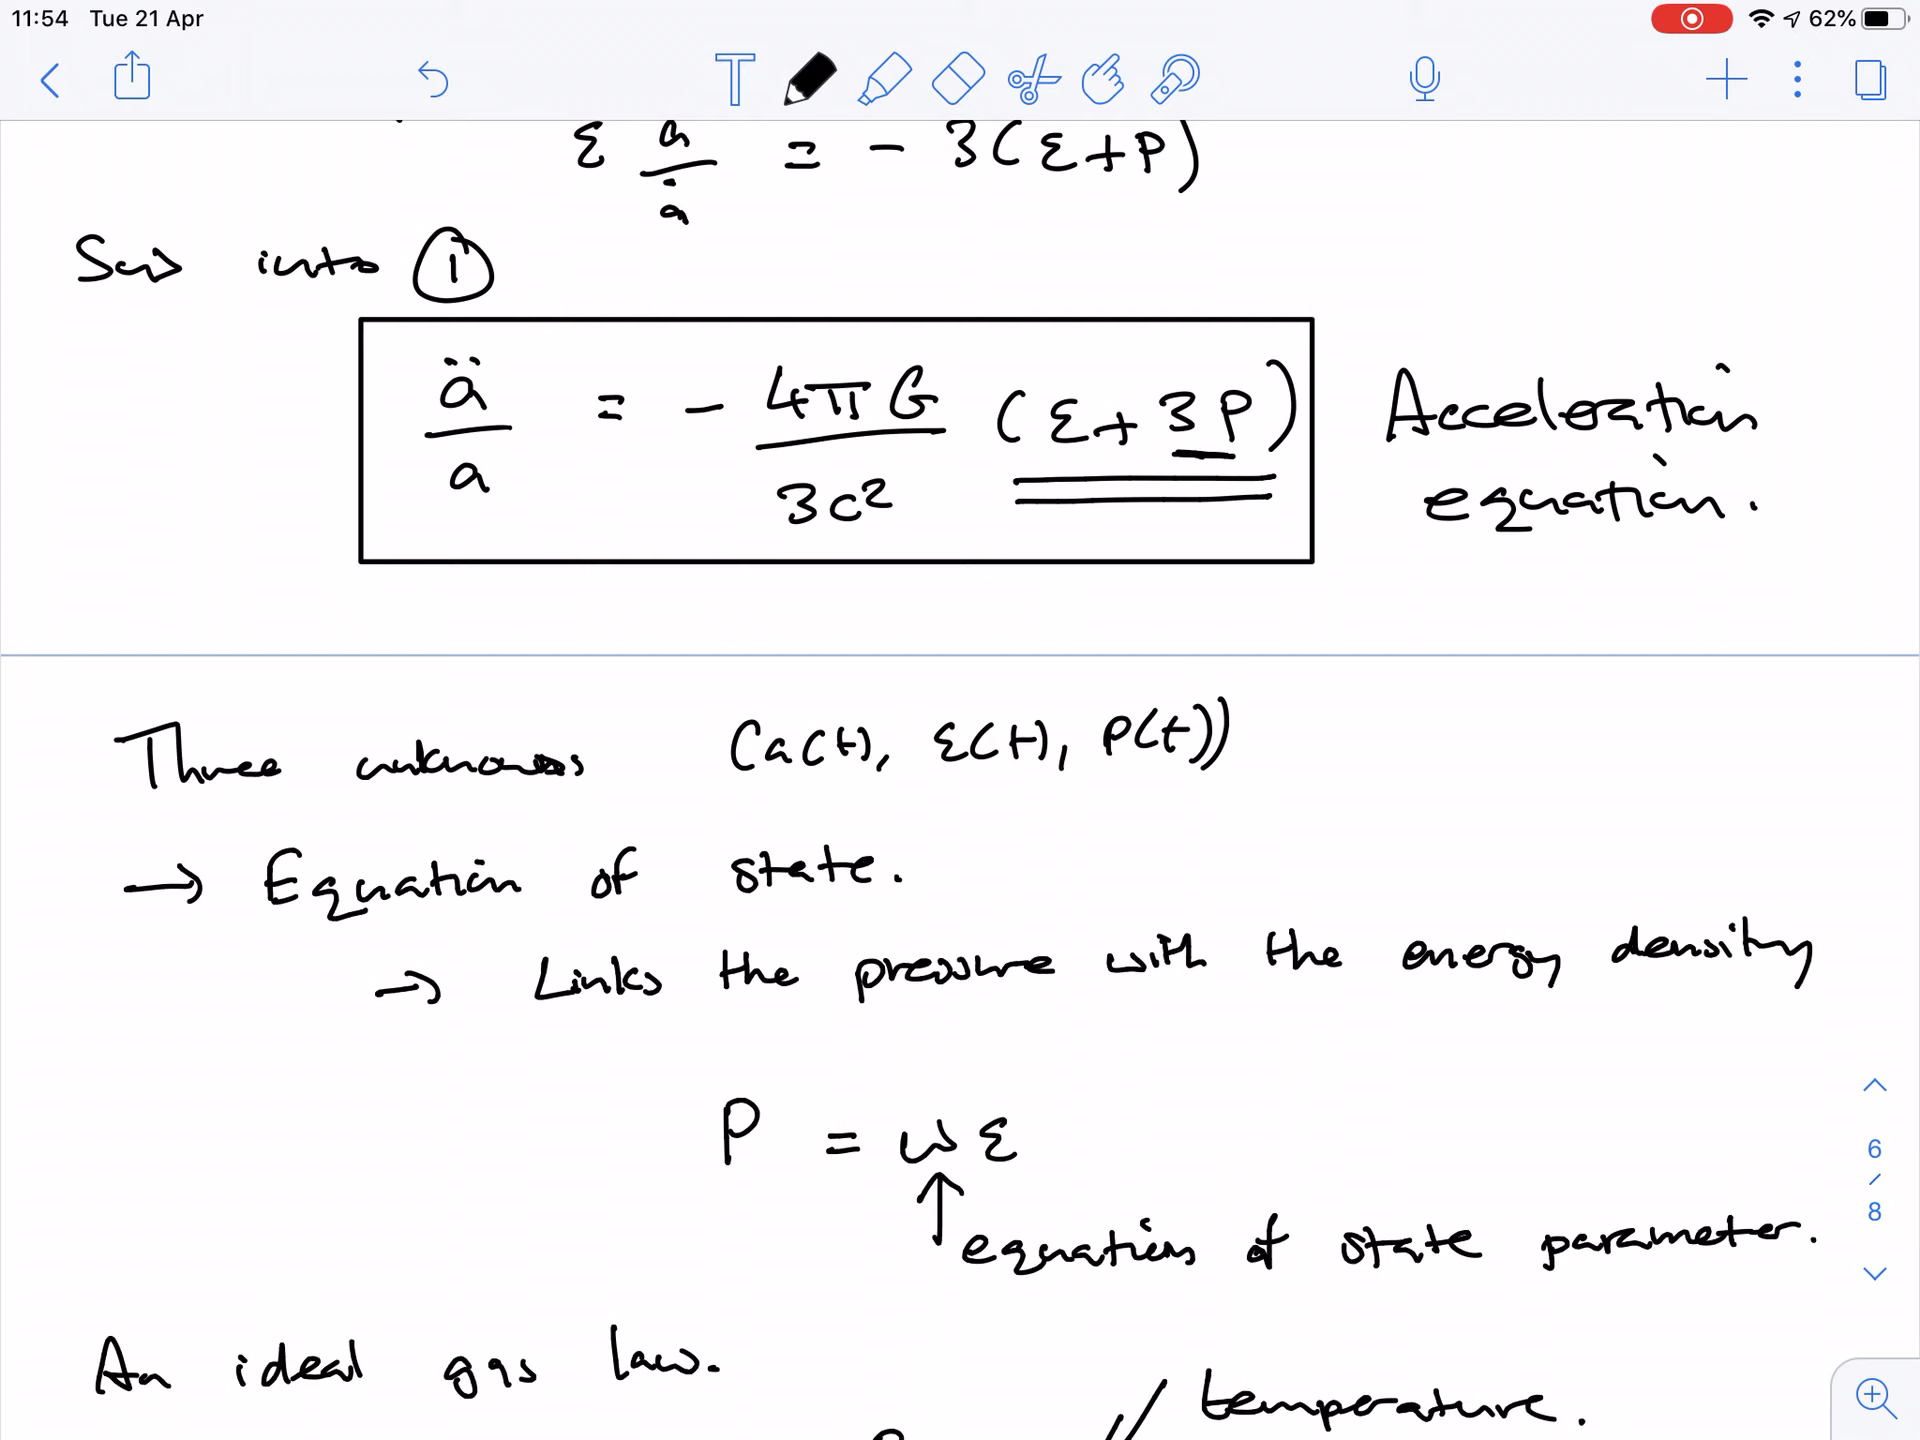 11:54 Tue 21 Apr 62%
T
ε a/ȧ = - 3(ε+P)
Sub into ①
ä/a = - 4πG/3c² (ε+3P) Acceleration equation.
Three unknowns (a(t), ε(t), P(t))
→ Equation of state.
→ Links the pressure with the energy density
P = wε
↑ equation of state parameter.
6
/
8
An ideal gas law.
temperature.